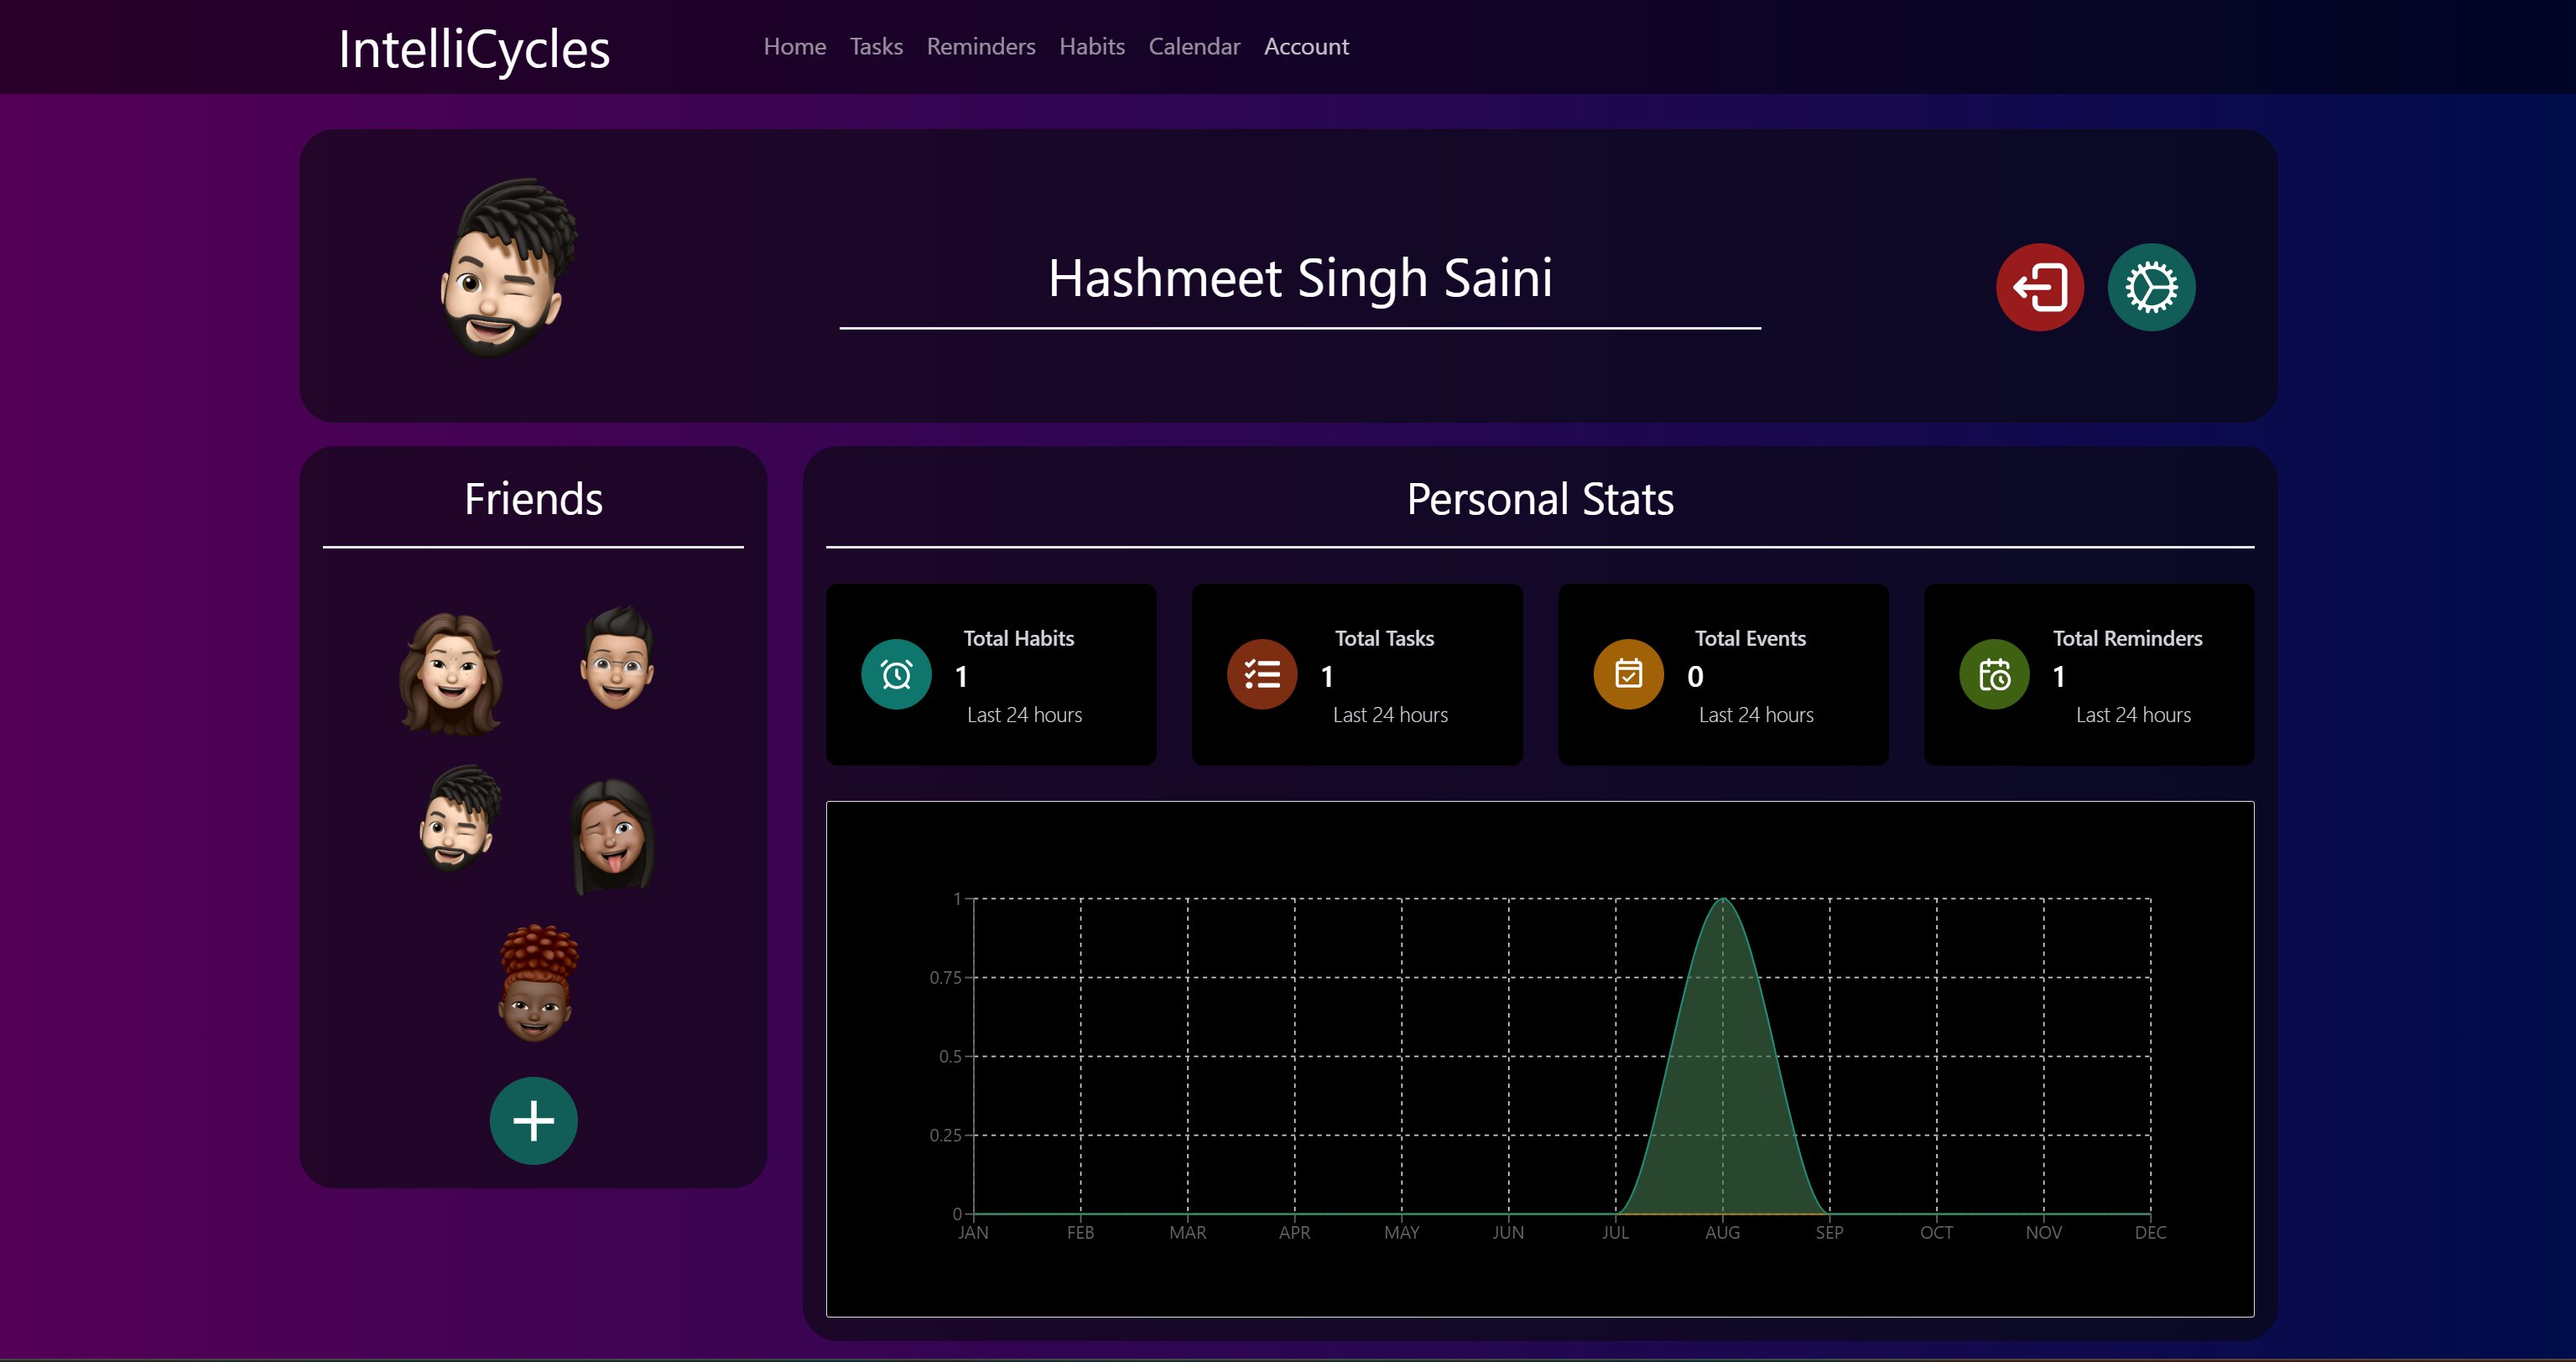 IntelliCycles
Home Tasks Reminders Habits Calendar Account
Hashmeet Singh Saini
Friends
Personal Stats
Total Habits
1
Last 24 hours
Total Tasks
1
Last 24 hours
Total Events
0
Last 24 hours
Total Reminders
1
Last 24 hours
1
0.75
0.5
0.25
0
JAN FEB MAR APR MAY JUN JUL AUG SEP OCT NOV DEC